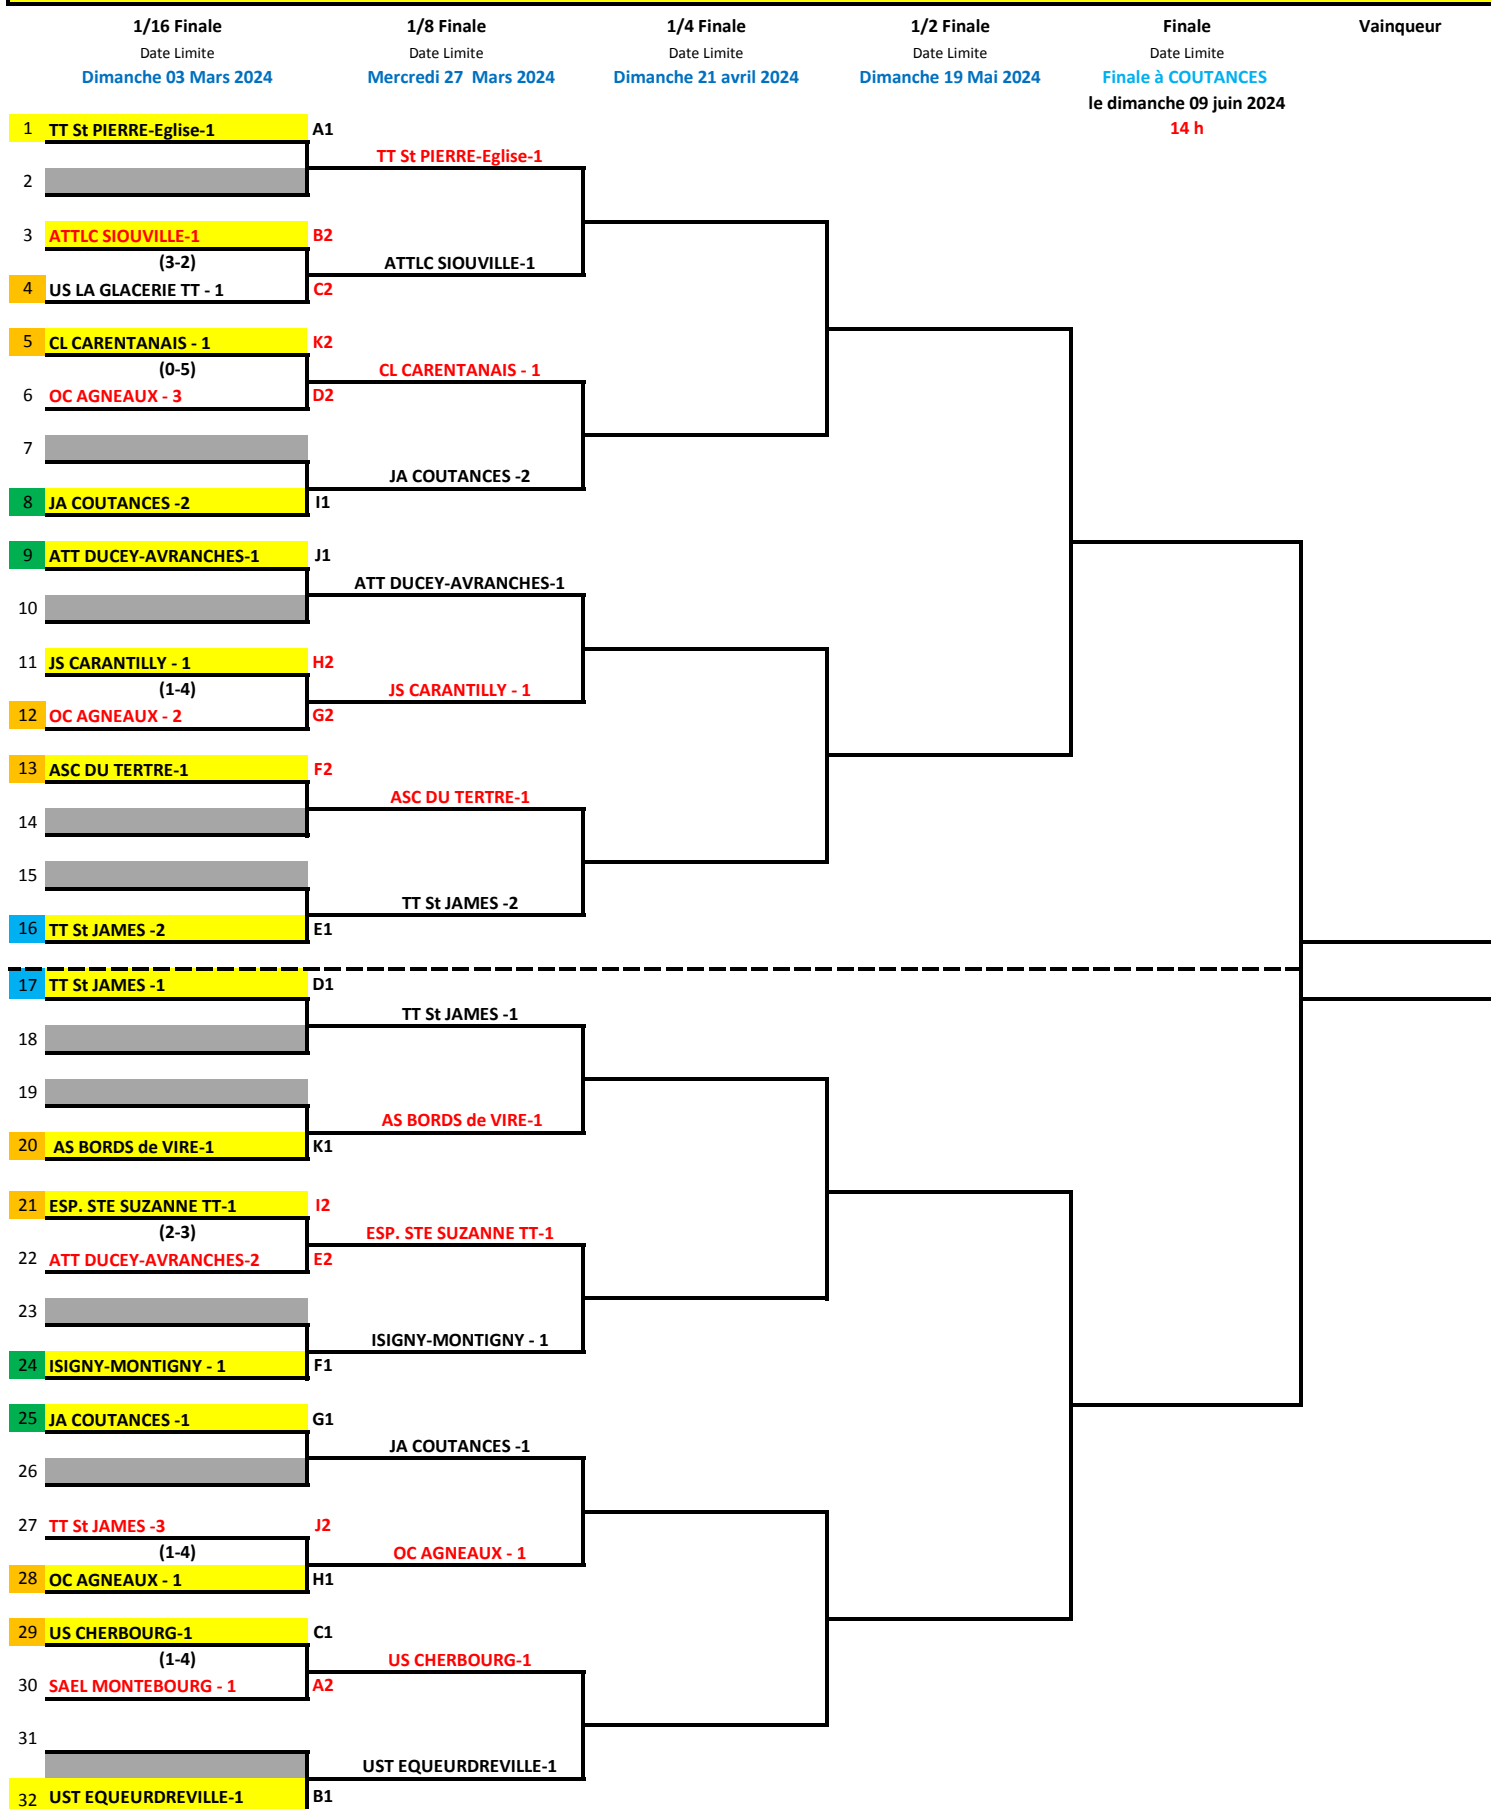 1/16 Finale 1/8 Finale 1/4 Finale 1/2 Finale Finale Vainqueur
Date Limite Date Limite Date Limite Date Limite Date Limite
Dimanche 03 Mars 2024 Mercredi 27 Mars 2024 Dimanche 21 avril 2024 Dimanche 19 Mai 2024 Finale à COUTANCES
le dimanche 09 juin 2024
1 TT St PIERRE-Eglise-1 A1 14 h
TT St PIERRE-Eglise-1
2
3 ATTLC SIOUVILLE-1 B2
(3-2) ATTLC SIOUVILLE-1
4 US LA GLACERIE TT - 1 C2
5 CL CARENTANAIS - 1 K2
(0-5) CL CARENTANAIS - 1
6 OC AGNEAUX - 3 D2
7
JA COUTANCES -2
8 JA COUTANCES -2 I1
9 ATT DUCEY-AVRANCHES-1 J1
ATT DUCEY-AVRANCHES-1
10
11 JS CARANTILLY - 1 H2
(1-4) JS CARANTILLY - 1
12 OC AGNEAUX - 2 G2
13 ASC DU TERTRE-1 F2
ASC DU TERTRE-1
14
15
TT St JAMES -2
16 TT St JAMES -2 E1
17 TT St JAMES -1 D1
TT St JAMES -1
18
19
AS BORDS de VIRE-1
20 AS BORDS de VIRE-1 K1
21 ESP. STE SUZANNE TT-1 I2
(2-3) ESP. STE SUZANNE TT-1
22 ATT DUCEY-AVRANCHES-2 E2
23
ISIGNY-MONTIGNY - 1
24 ISIGNY-MONTIGNY - 1 F1
25 JA COUTANCES -1 G1
JA COUTANCES -1
26
27 TT St JAMES -3 J2
(1-4) OC AGNEAUX - 1
28 OC AGNEAUX - 1 H1
29 US CHERBOURG-1 C1
(1-4) US CHERBOURG-1
30 SAEL MONTEBOURG - 1 A2
31
UST EQUEURDREVILLE-1
32 UST EQUEURDREVILLE-1 B1